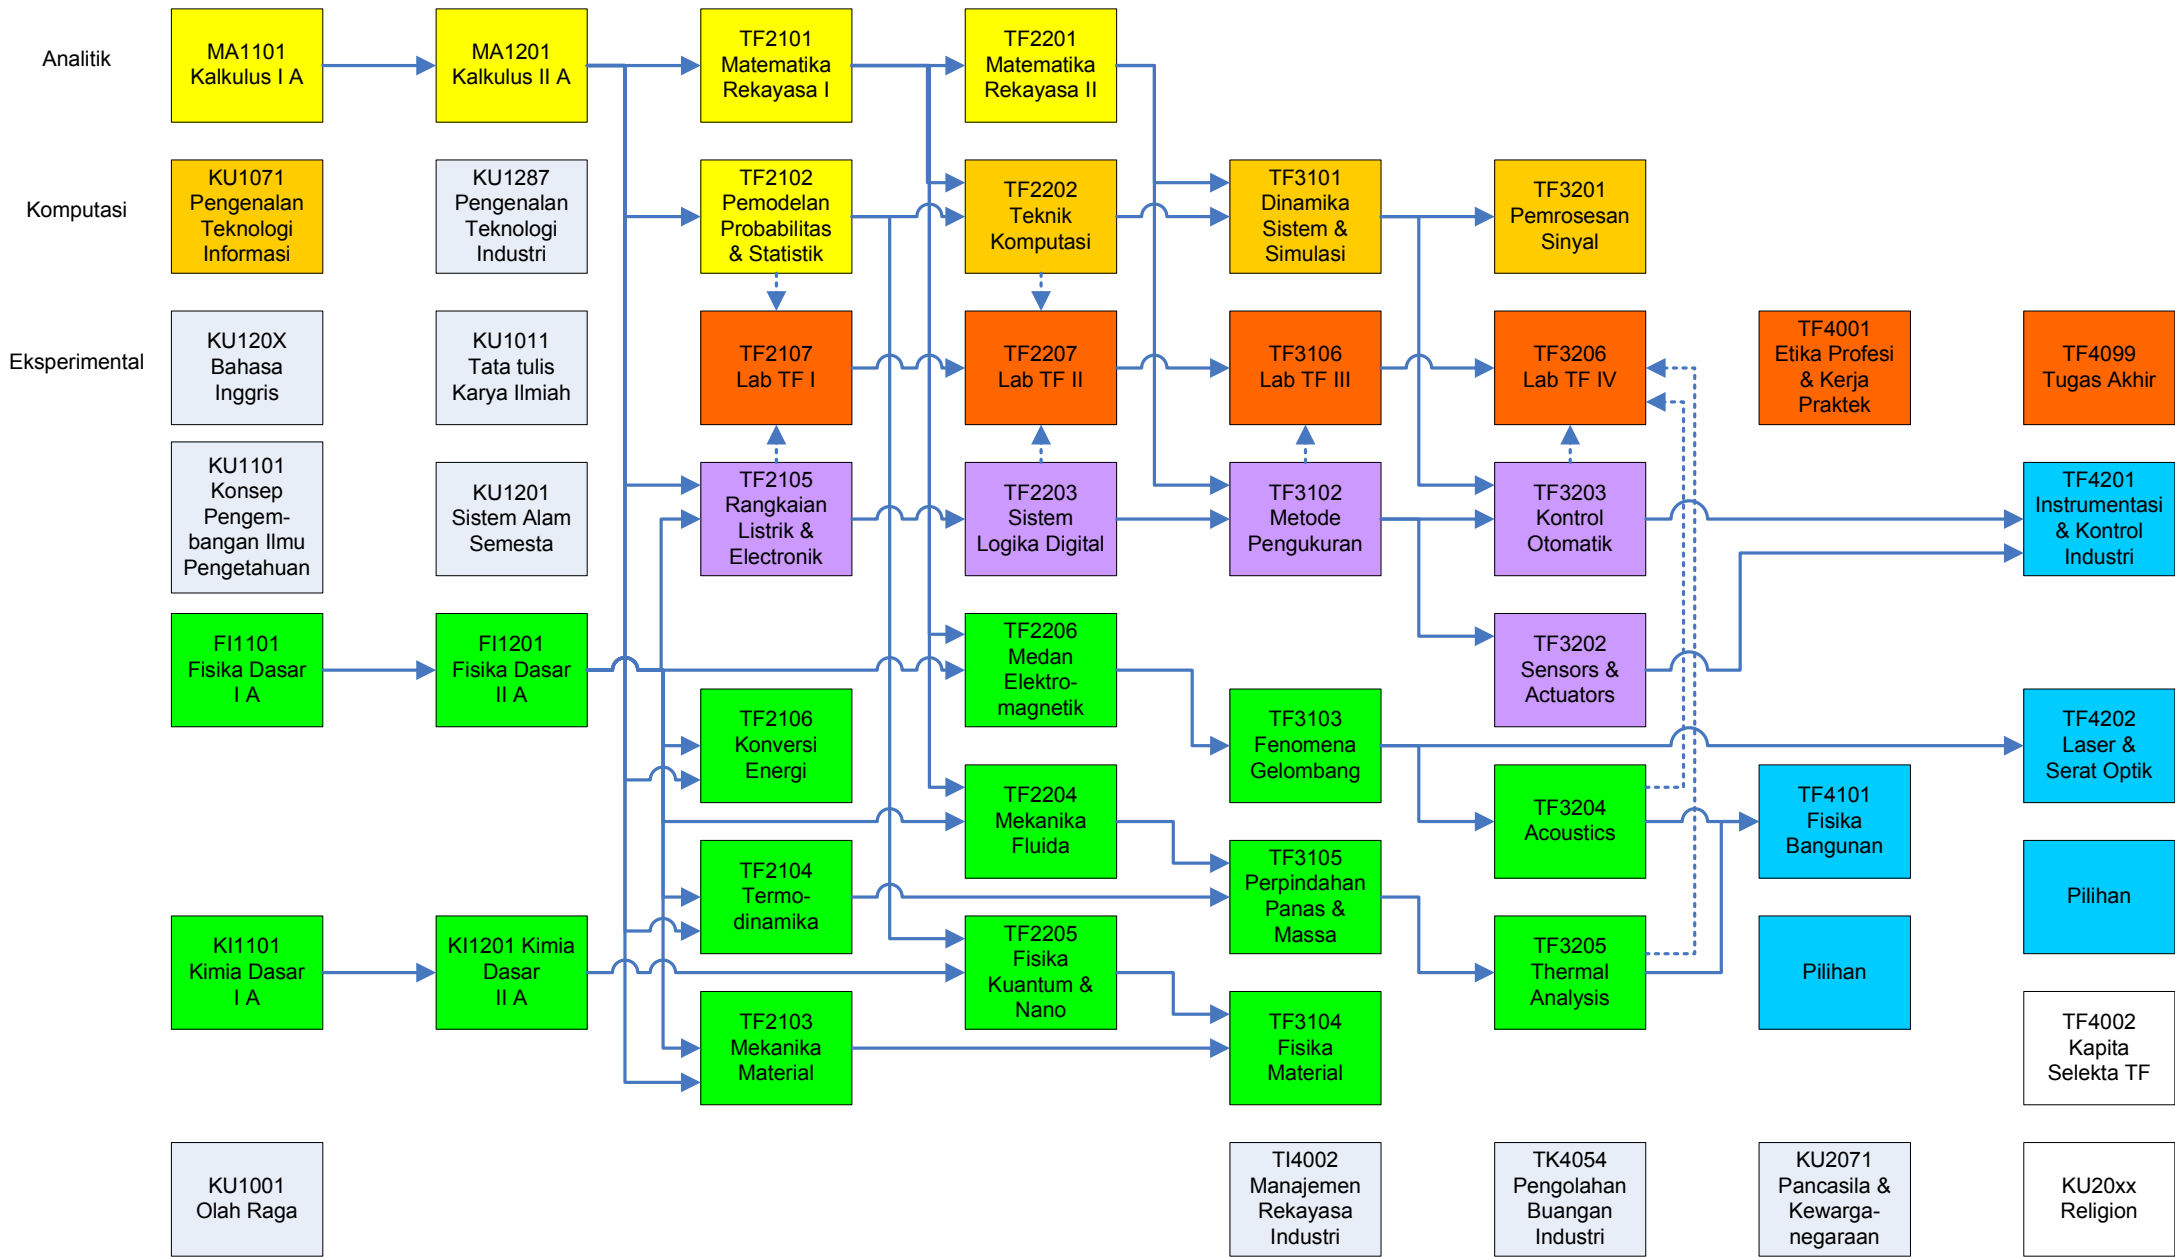 Analitik
MA1101
Kalkulus I A
MA1201
Kalkulus II A
TF2101
Matematika
Rekayasa I
TF2201
Matematika
Rekayasa II
Komputasi
KU1071
Pengenalan
Teknologi
Informasi
KU1287
Pengenalan
Teknologi
Industri
TF2102
Pemodelan
Probabilitas
& Statistik
TF2202
Teknik
Komputasi
TF3101
Dinamika
Sistem &
Simulasi
TF3201
Pemrosesan
Sinyal
Eksperimental
KU120X
Bahasa
Inggris
KU1011
Tata tulis
Karya Ilmiah
TF2107
Lab TF I
TF2207
Lab TF II
TF3106
Lab TF III
TF3206
Lab TF IV
TF4001
Etika Profesi
& Kerja
Praktek
TF4099
Tugas Akhir
KU1101
Konsep
Pengem-
bangan Ilmu
Pengetahuan
KU1201
Sistem Alam
Semesta
TF2105
Rangkaian
Listrik &
Electronik
TF2203
Sistem
Logika Digital
TF3102
Metode
Pengukuran
TF3203
Kontrol
Otomatik
TF4201
Instrumentasi
& Kontrol
Industri
FI1101
Fisika Dasar
I A
FI1201
Fisika Dasar
II A
TF2206
Medan
Elektro-
magnetik
TF3202
Sensors &
Actuators
TF2106
Konversi
Energi
TF3103
Fenomena
Gelombang
TF4202
Laser &
Serat Optik
TF2204
Mekanika
Fluida
TF3204
Acoustics
TF4101
Fisika
Bangunan
TF2104
Termo-
dinamika
TF3105
Perpindahan
Panas &
Massa
Pilihan
KI1101
Kimia Dasar
I A
KI1201 Kimia
Dasar
II A
TF2205
Fisika
Kuantum &
Nano
TF3205
Thermal
Analysis
Pilihan
TF2103
Mekanika
Material
TF3104
Fisika
Material
TF4002
Kapita
Selekta TF
KU1001
Olah Raga
TI4002
Manajemen
Rekayasa
Industri
TK4054
Pengolahan
Buangan
Industri
KU2071
Pancasila &
Kewarga-
negaraan
KU20xx
Religion